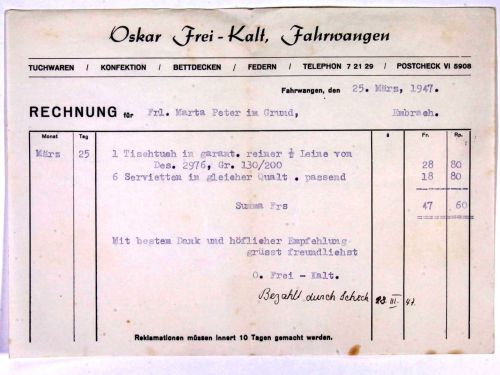 Oskar Frei-Kalt, Fahrwangen
TUCHWAREN / KONFEKTION / BETTDECKEN / FEDERN / TELEPHON 7 21 29 / POSTCHECK VI 5908
Fahrwangen, den 25. März, 1947.
RECHNUNG für Frl. Marta Peter im Grund, Embrach.
Monat Tag à Fr. Rp.
März 25 1 Tischtuch in garant. reiner ½ Leine vom
Des. 2976, Gr. 130/200 28 80
6 Servietten in gleicher Qualt . passend 18 80
Summa Frs 47 60
Mit bestem Dank und höflicher Empfehlung
grüsst freundlichst
O. Frei - Kalt.
Bezahlt durch Scheck 28. III. 47.
Reklamationen müssen innert 10 Tagen gemacht werden.